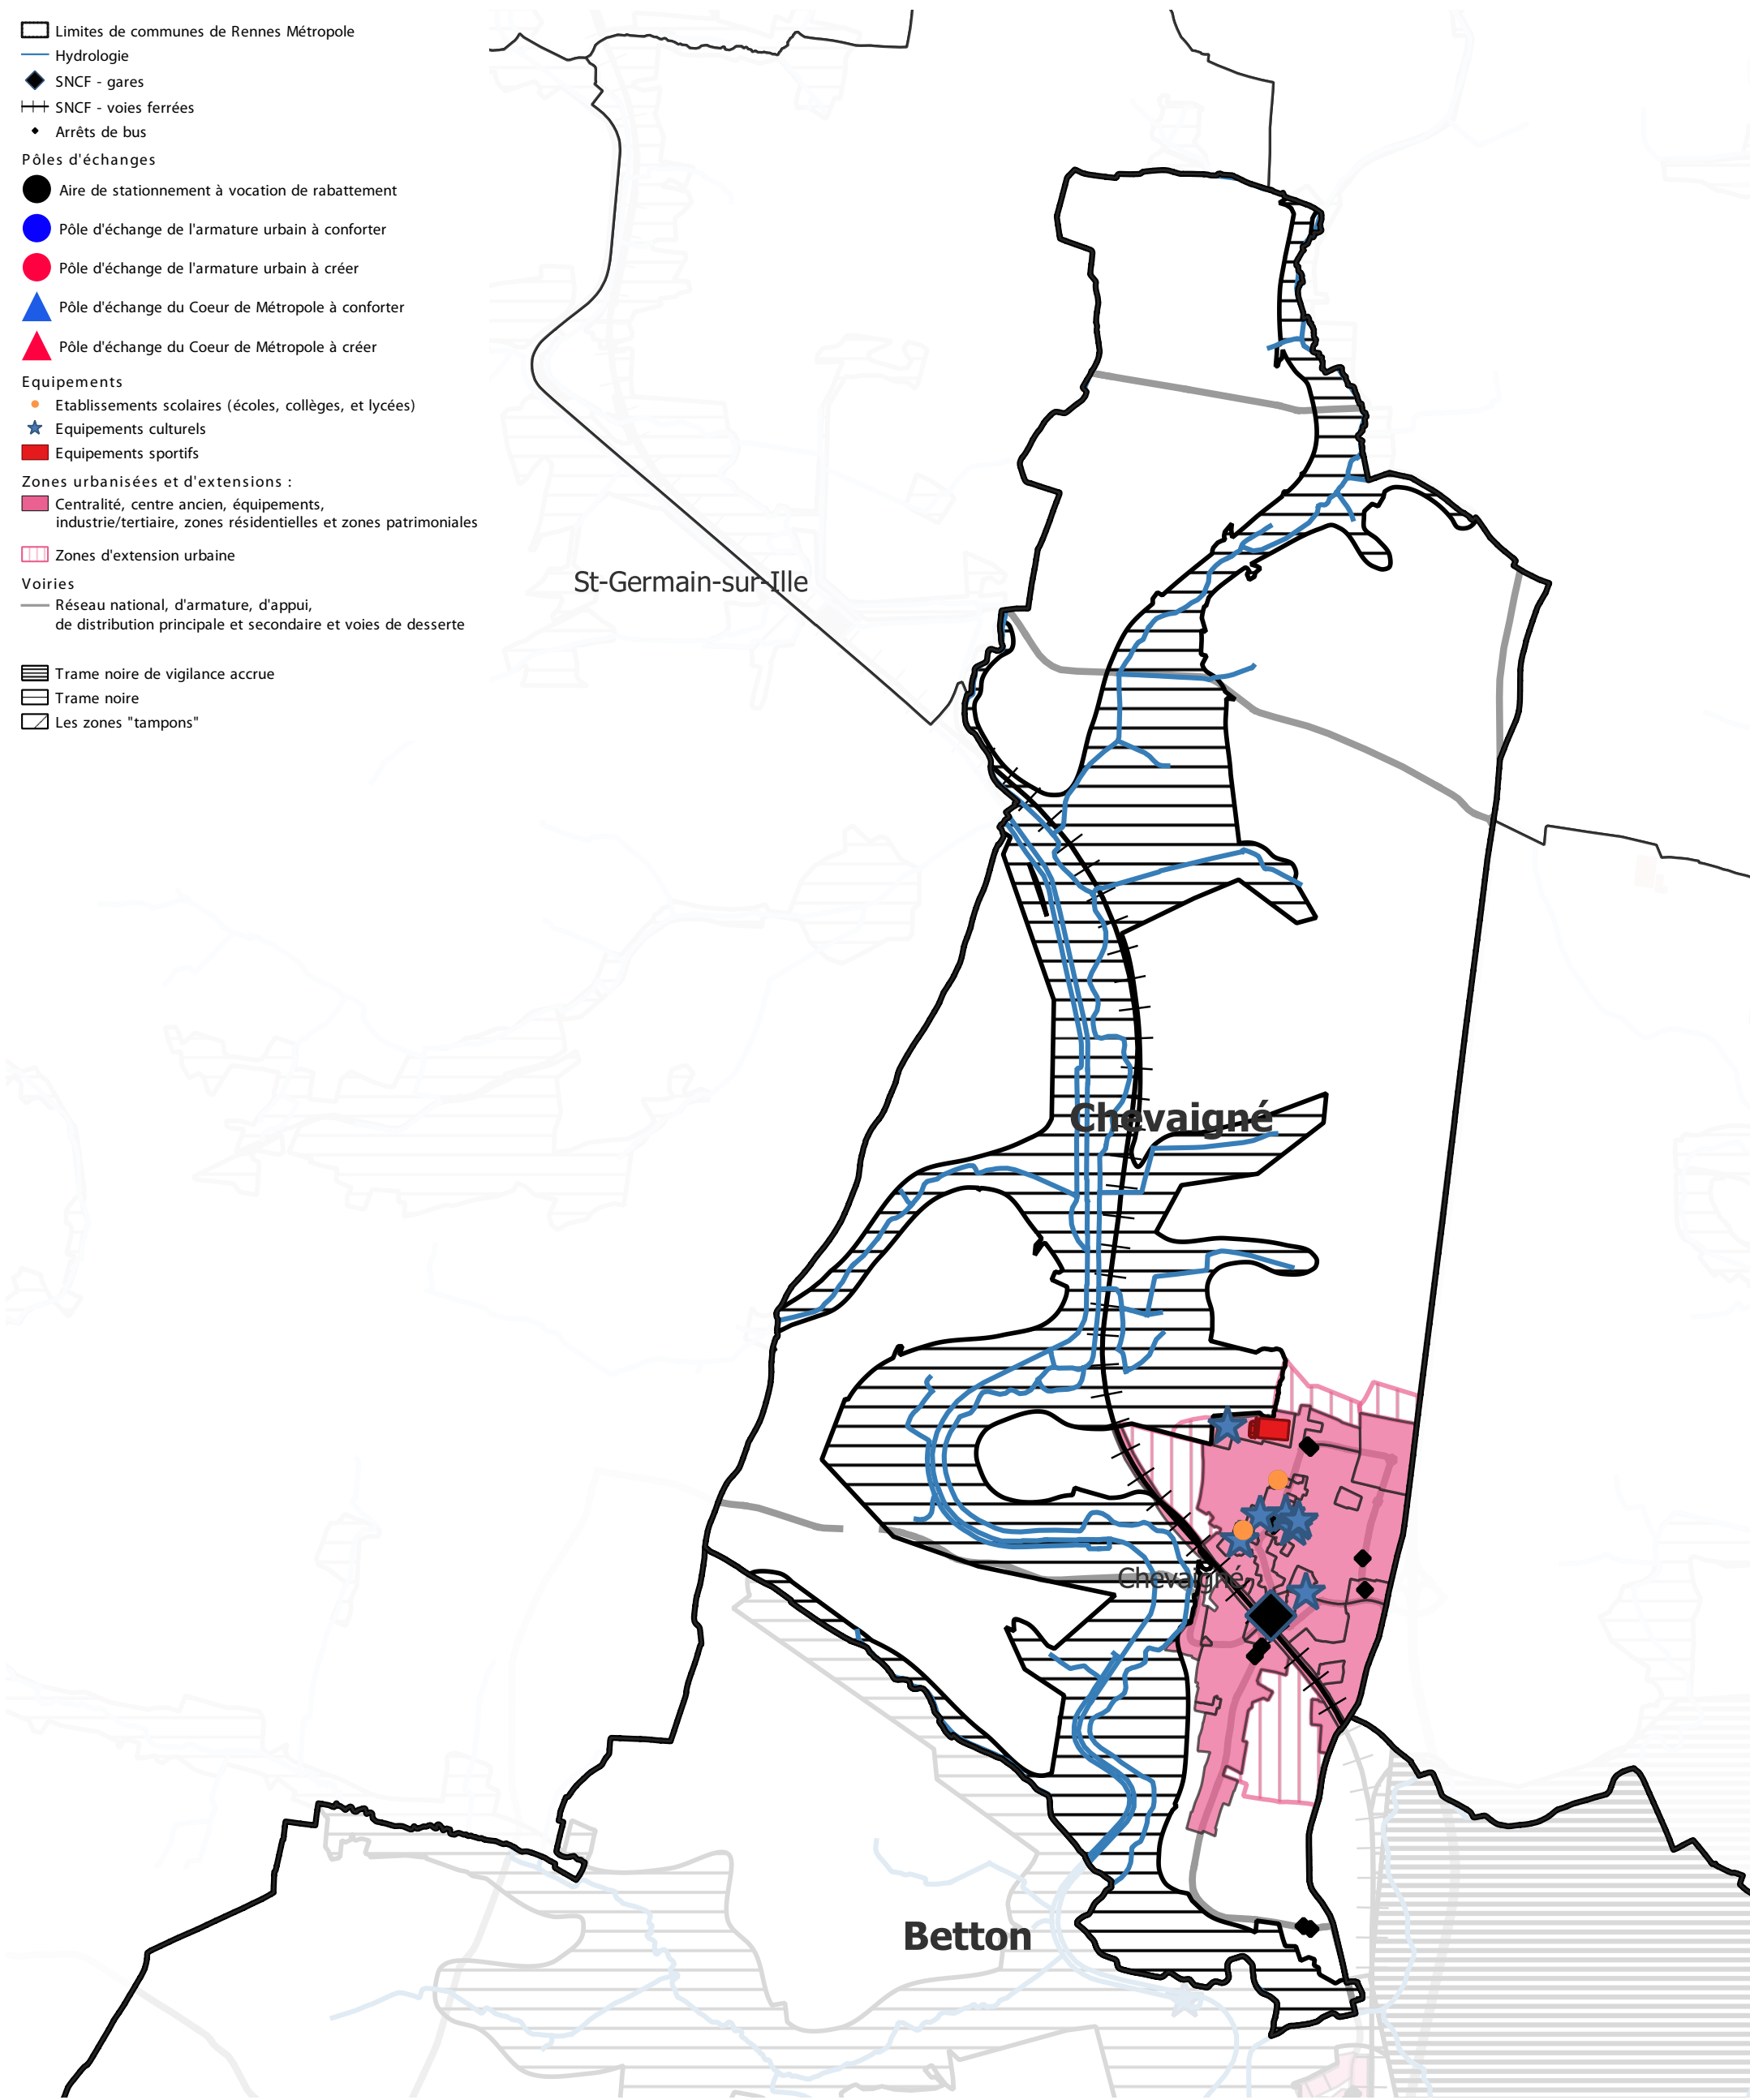 Limites de communes de Rennes Métropole
Hydrologie
SNCF - gares
SNCF - voies ferrées
Arrêts de bus
Pôles d'échanges
Aire de stationnement à vocation de rabattement
Pôle d'échange de l'armature urbain à conforter
Pôle d'échange de l'armature urbain à créer
Pôle d'échange du Coeur de Métropole à conforter
Pôle d'échange du Coeur de Métropole à créer
Equipements
Etablissements scolaires (écoles, collèges, et lycées)
Equipements culturels
Equipements sportifs
Zones urbanisées et d'extensions :
Centralité, centre ancien, équipements,
industrie/tertiaire, zones résidentielles et zones patrimoniales
Zones d'extension urbaine
Voiries
Réseau national, d'armature, d'appui,
de distribution principale et secondaire et voies de desserte
Trame noire de vigilance accrue
Trame noire
Les zones "tampons"
St-Germain-sur-Ille
Chevaigné
Chevaigné
Betton